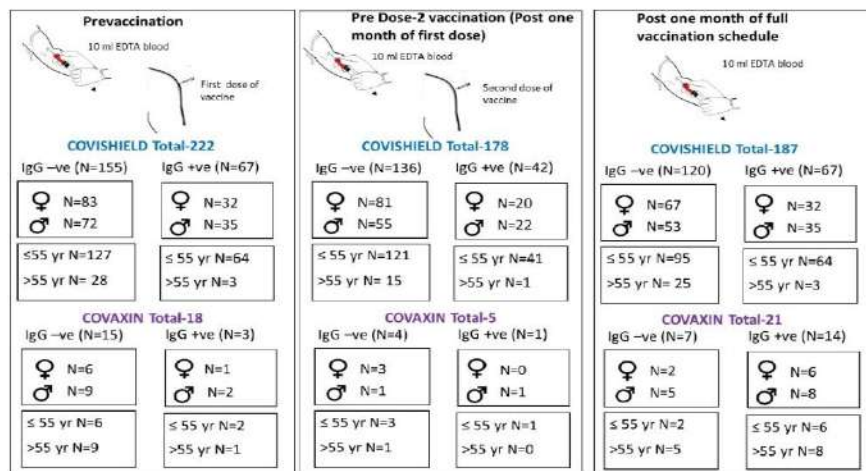 Prevaccination
10 ml EDTA blood
First dose of
vaccine
COVISHIELD Total-222
IgG –ve (N=155) IgG +ve (N=67)
♀ N=83
♂ N=72
♀ N=32
♂ N=35
≤55 yr N=127
>55 yr N= 28
≤ 55 yr N=64
>55 yr N=3
COVAXIN Total-18
IgG –ve (N=15) IgG +ve (N=3)
♀ N=6
♂ N=9
♀ N=1
♂ N=2
≤ 55 yr N=6
>55 yr N=9
≤ 55 yr N=2
>55 yr N=1
Pre Dose-2 vaccination (Post one
month of first dose)
10 ml EDTA blood
Second dose of
vaccine
COVISHIELD Total-178
IgG –ve (N=136) IgG +ve (N=42)
♀ N=81
♂ N=55
♀ N=20
♂ N=22
≤ 55 yr N=121
>55 yr N= 15
≤ 55 yr N=41
>55 yr N=1
COVAXIN Total-5
IgG –ve (N=4) IgG +ve (N=1)
♀ N=3
♂ N=1
♀ N=0
♂ N=1
≤ 55 yr N=3
>55 yr N=1
≤ 55 yr N=1
>55 yr N=0
Post one month of full
vaccination schedule
10 ml EDTA blood
COVISHIELD Total-187
IgG –ve (N=120) IgG +ve (N=67)
♀ N=67
♂ N=53
♀ N=32
♂ N=35
≤ 55 yr N=95
>55 yr N= 25
≤ 55 yr N=64
>55 yr N=3
COVAXIN Total-21
IgG –ve (N=7) IgG +ve (N=14)
♀ N=2
♂ N=5
♀ N=6
♂ N=8
≤ 55 yr N=2
>55 yr N=5
≤ 55 yr N=6
>55 yr N=8